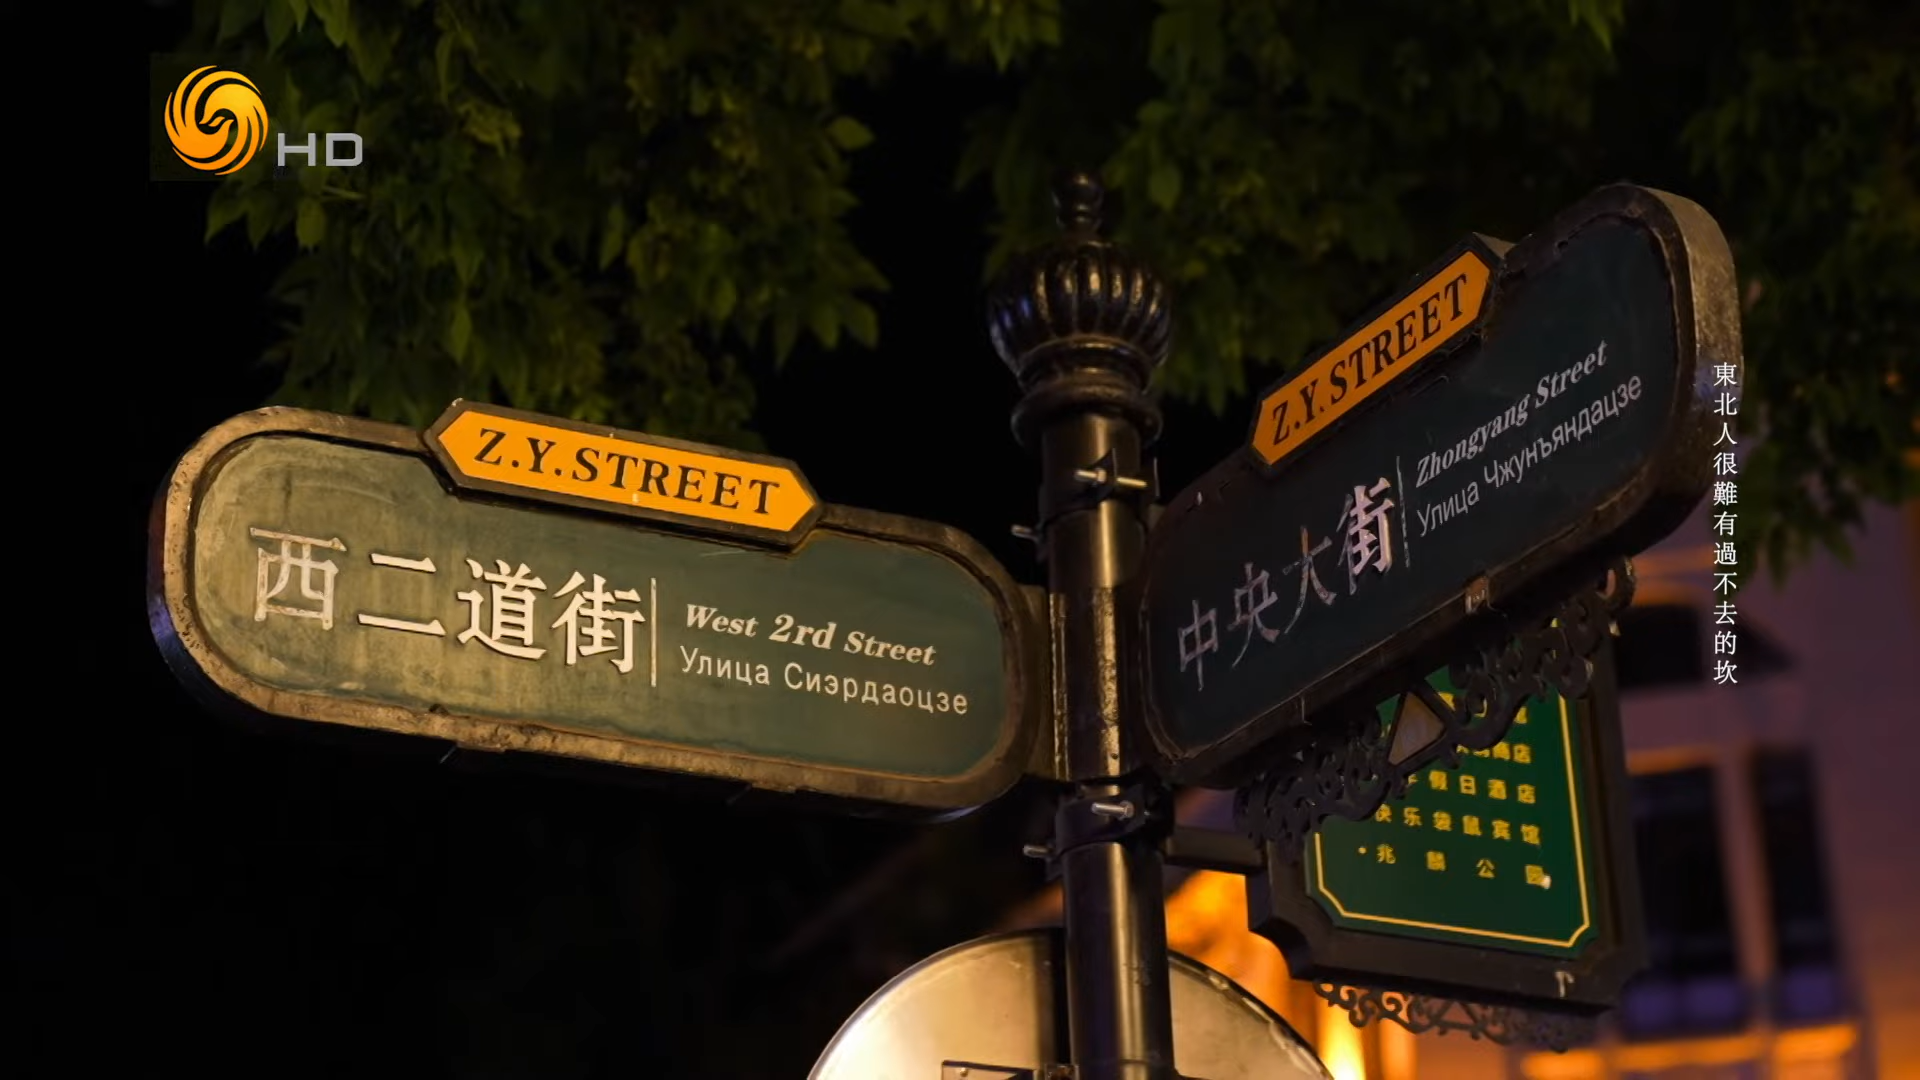 HD
Z.Y.STREET
西二道街
West 2rd Street
Улица Сиэрдаоцзе
Z.Y.STREET
中央大街
Zhongyang Street
Улица Чжунъяндацзе
東北人很難有過不去的坎
商店
假日酒店
快乐袋鼠宾馆
·兆麟公园